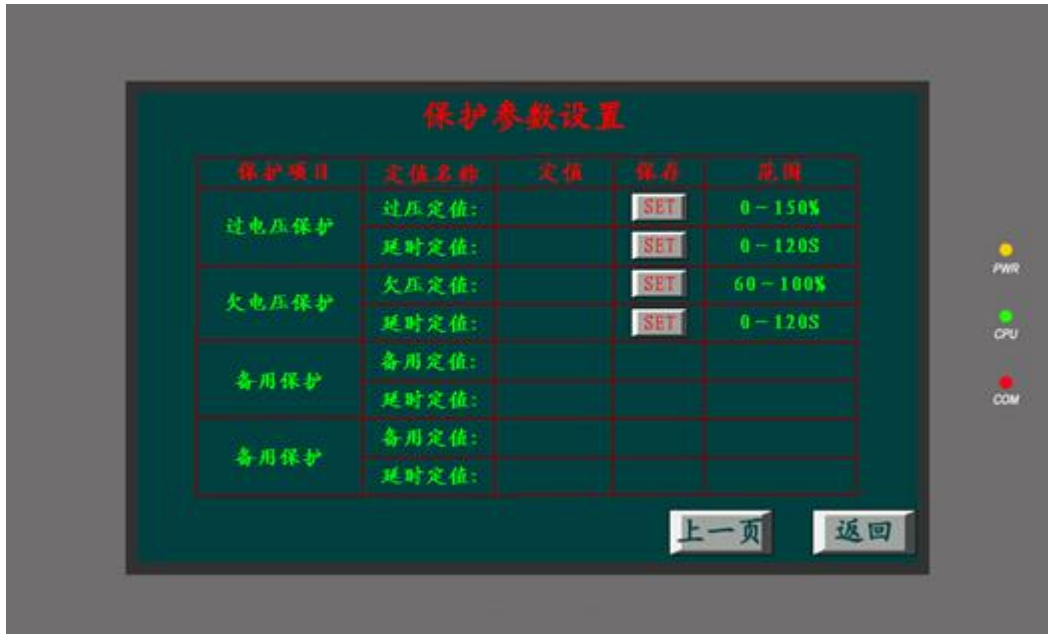 保护参数设置
保护项目 定值名称 定值 保存 范围
过电压保护 过压定值: SET 0－150%
延时定值: SET 0－120S
欠电压保护 欠压定值: SET 60－100%
延时定值: SET 0－120S
备用保护 备用定值:
延时定值:
备用保护 备用定值:
延时定值:
上一页 返回
PWR
CPU
COM